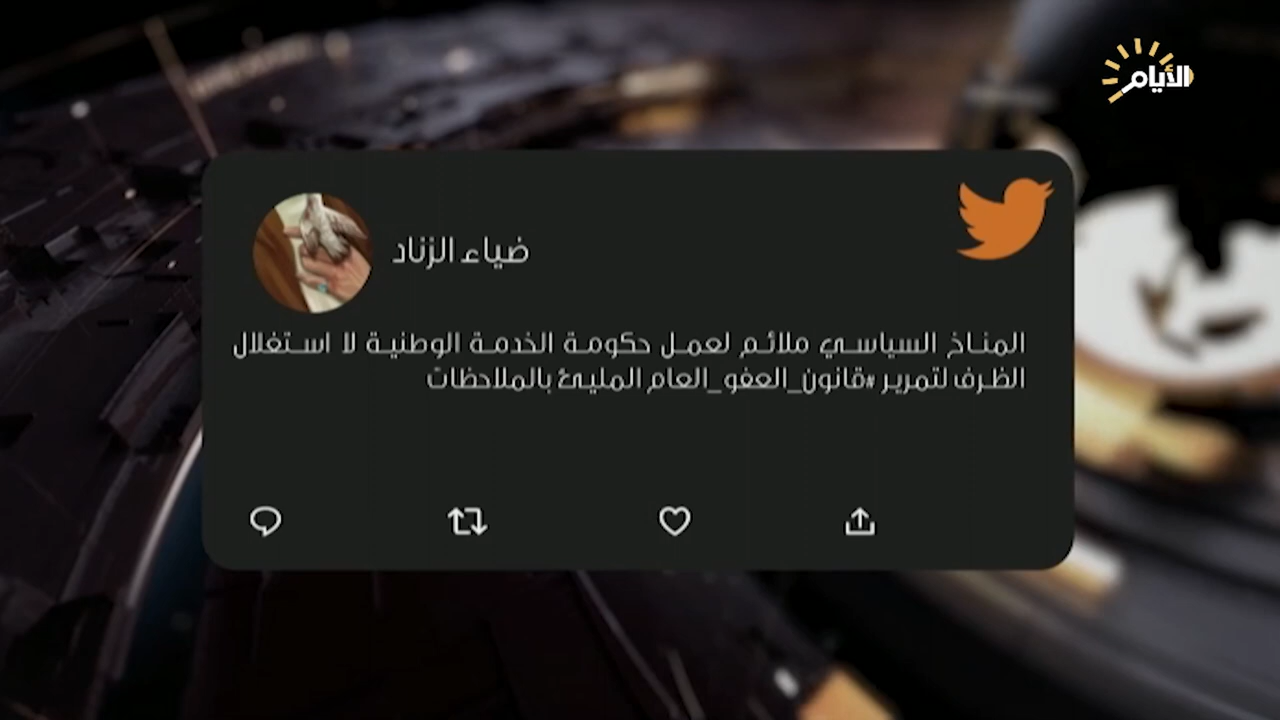 الأيام
ضياء الزناد
المناخ السياسي ملائم لعمل حكومة الخدمة الوطنية لا استغلال
الظرف لتمرير #قانون_العفو_العام المليئ بالملاحظات